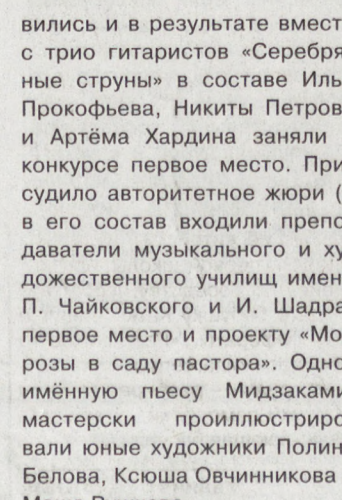 вились и в результате вмест
с трио гитаристов «Серебря
ные струны» в составе Иль
Прокофьева, Никиты Петров
и Артёма Хардина заняли
конкурсе первое место. При
судило авторитетное жюри (
в его состав входили препо
даватели музыкального и ху
дожественного училищ имен
П. Чайковского и И. Шадра
первое место и проекту «Мо
розы в саду пастора». Одно
имённую пьесу Мидзаками
мастерски проиллюстриро
вали юные художники Полин
Белова, Ксюша Овчинникова